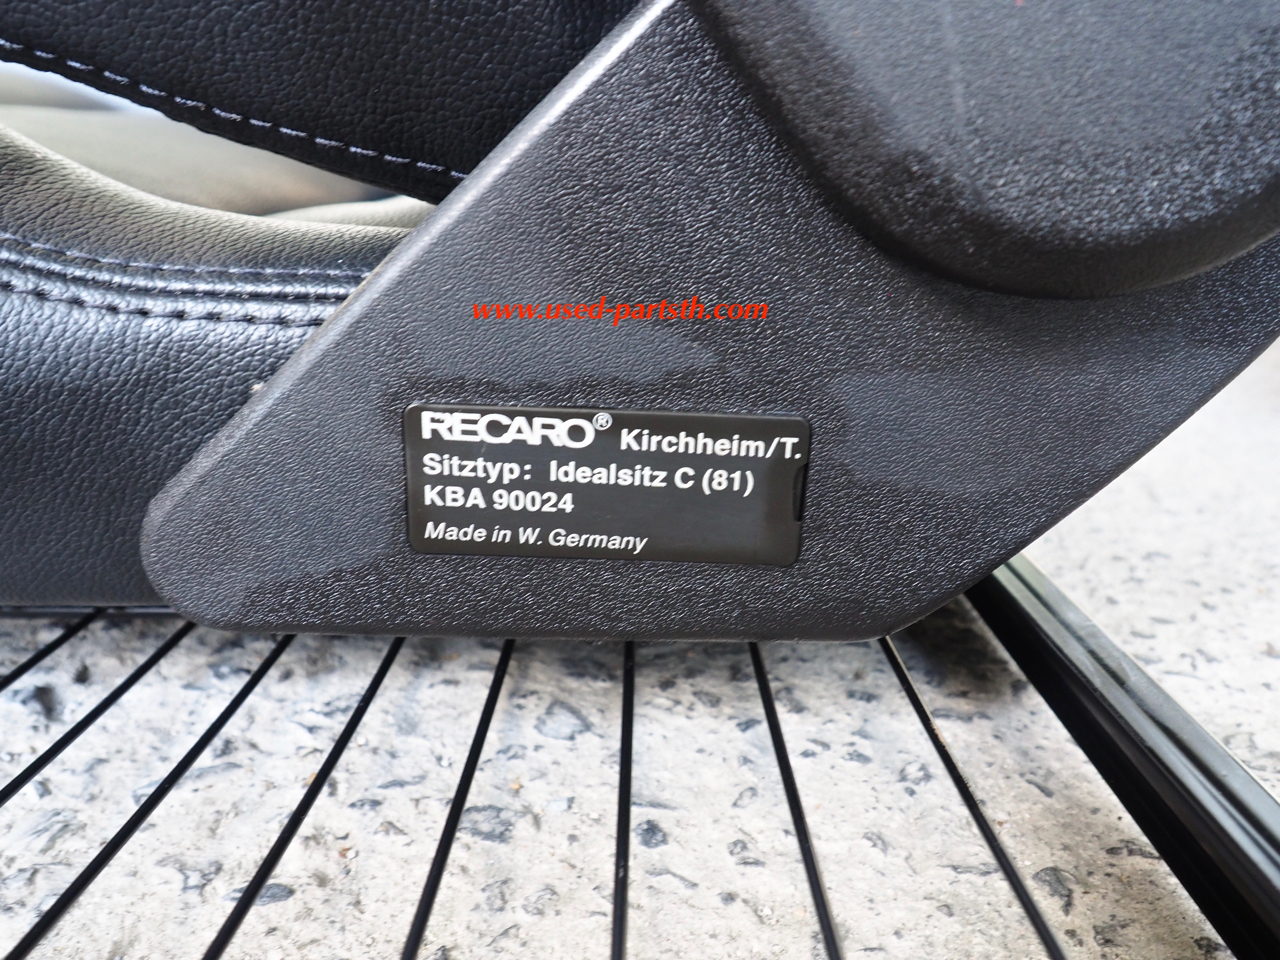 www.used-partsth.com
RECARO® Kirchheim/T.
Sitztyp: Idealsitz C (81)
KBA 90024
Made in W. Germany